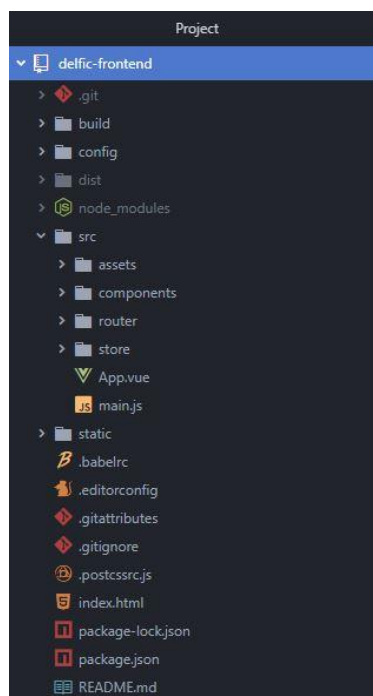 Project
delfic-frontend
.git
build
config
dist
node_modules
src
assets
components
router
store
App.vue
JS main.js
static
.babelrc
.editorconfig
.gitattributes
.gitignore
.postcssrc.js
index.html
package-lock.json
package.json
README.md